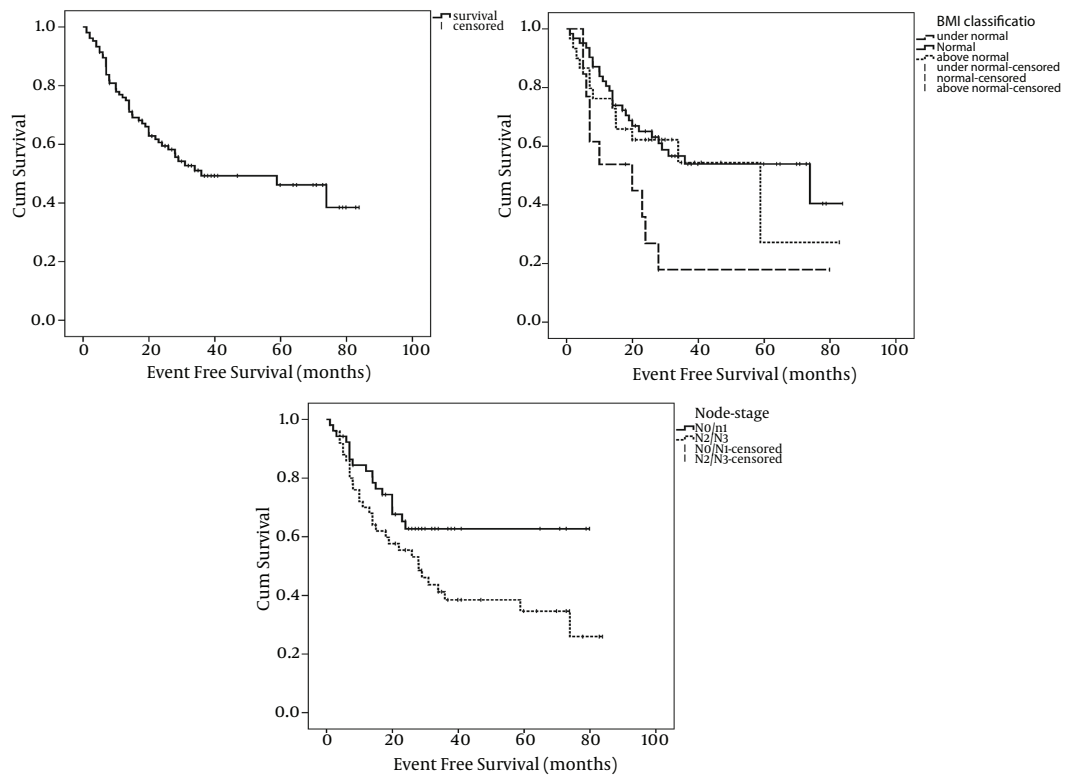 survival
censored
1.0
0.8
0.6
0.4
0.2
0.0
Cum Survival
0 20 40 60 80 100
Event Free Survival (months)
BMI classificatio
under normal
Normal
above normal
under normal-censored
normal-censored
above normal-censored
1.0
0.8
0.6
0.4
0.2
0.0
Cum Survival
0 20 40 60 80 100
Event Free Survival (months)
Node-stage
N0/n1
N2/N3
N0/N1-censored
N2/N3-censored
1.0
0.8
0.6
0.4
0.2
0.0
Cum Survival
0 20 40 60 80 100
Event Free Survival (months)